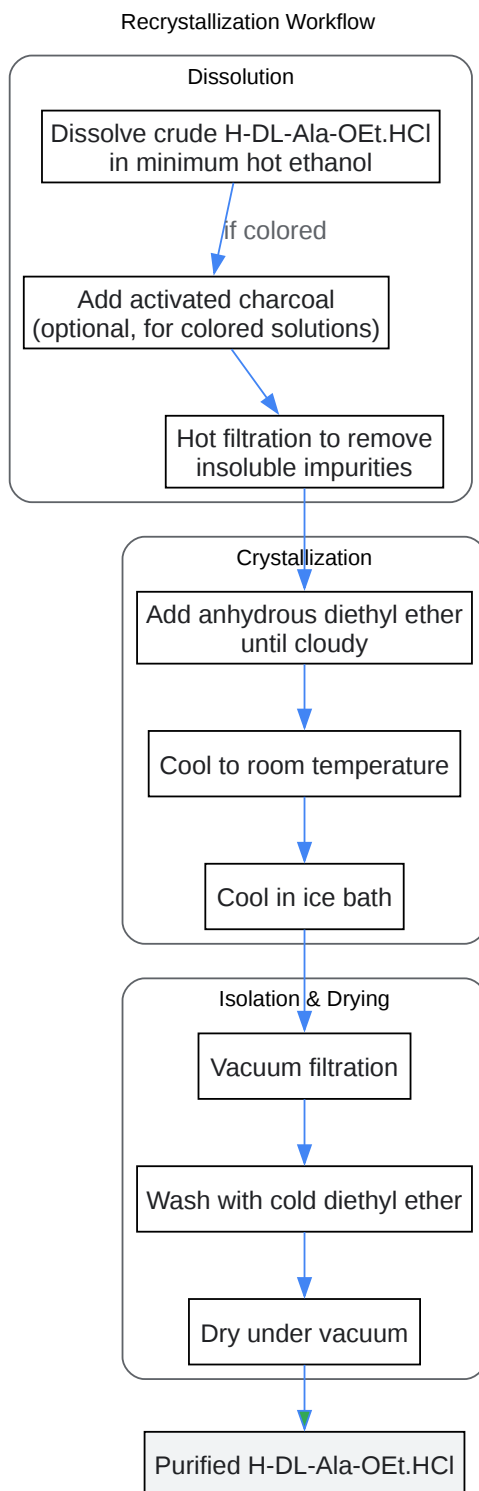 Recrystallization Workflow
Dissolution
Dissolve crude H-DL-Ala-OEt.HCl
in minimum hot ethanol
if colored
Add activated charcoal
(optional, for colored solutions)
Hot filtration to remove
insoluble impurities
Crystallization
Add anhydrous diethyl ether
until cloudy
Cool to room temperature
Cool in ice bath
Isolation & Drying
Vacuum filtration
Wash with cold diethyl ether
Dry under vacuum
Purified H-DL-Ala-OEt.HCl